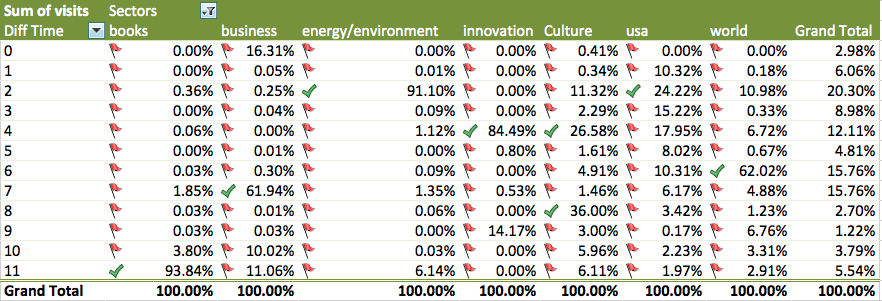 Sum of visits Sectors
Diff Time books business energy/environment innovation Culture usa world Grand Total
0 0.00% 16.31% 0.00% 0.00% 0.41% 0.00% 0.00% 2.98%
1 0.00% 0.05% 0.01% 0.00% 0.34% 10.32% 0.18% 6.06%
2 0.36% 0.25% 91.10% 0.00% 11.32% 24.22% 10.98% 20.30%
3 0.00% 0.04% 0.09% 0.00% 2.29% 15.22% 0.33% 8.98%
4 0.06% 0.00% 1.12% 84.49% 26.58% 17.95% 6.72% 12.11%
5 0.00% 0.01% 0.00% 0.80% 1.61% 8.02% 0.67% 4.81%
6 0.03% 0.30% 0.09% 0.00% 4.91% 10.31% 62.02% 15.76%
7 1.85% 61.94% 1.35% 0.53% 1.46% 6.17% 4.88% 15.76%
8 0.03% 0.01% 0.06% 0.00% 36.00% 3.42% 1.23% 2.70%
9 0.03% 0.03% 0.00% 14.17% 3.00% 0.17% 6.76% 1.22%
10 3.80% 10.02% 0.03% 0.00% 5.96% 2.23% 3.31% 3.79%
11 93.84% 11.06% 6.14% 0.00% 6.11% 1.97% 2.91% 5.54%
Grand Total 100.00% 100.00% 100.00% 100.00% 100.00% 100.00% 100.00% 100.00%